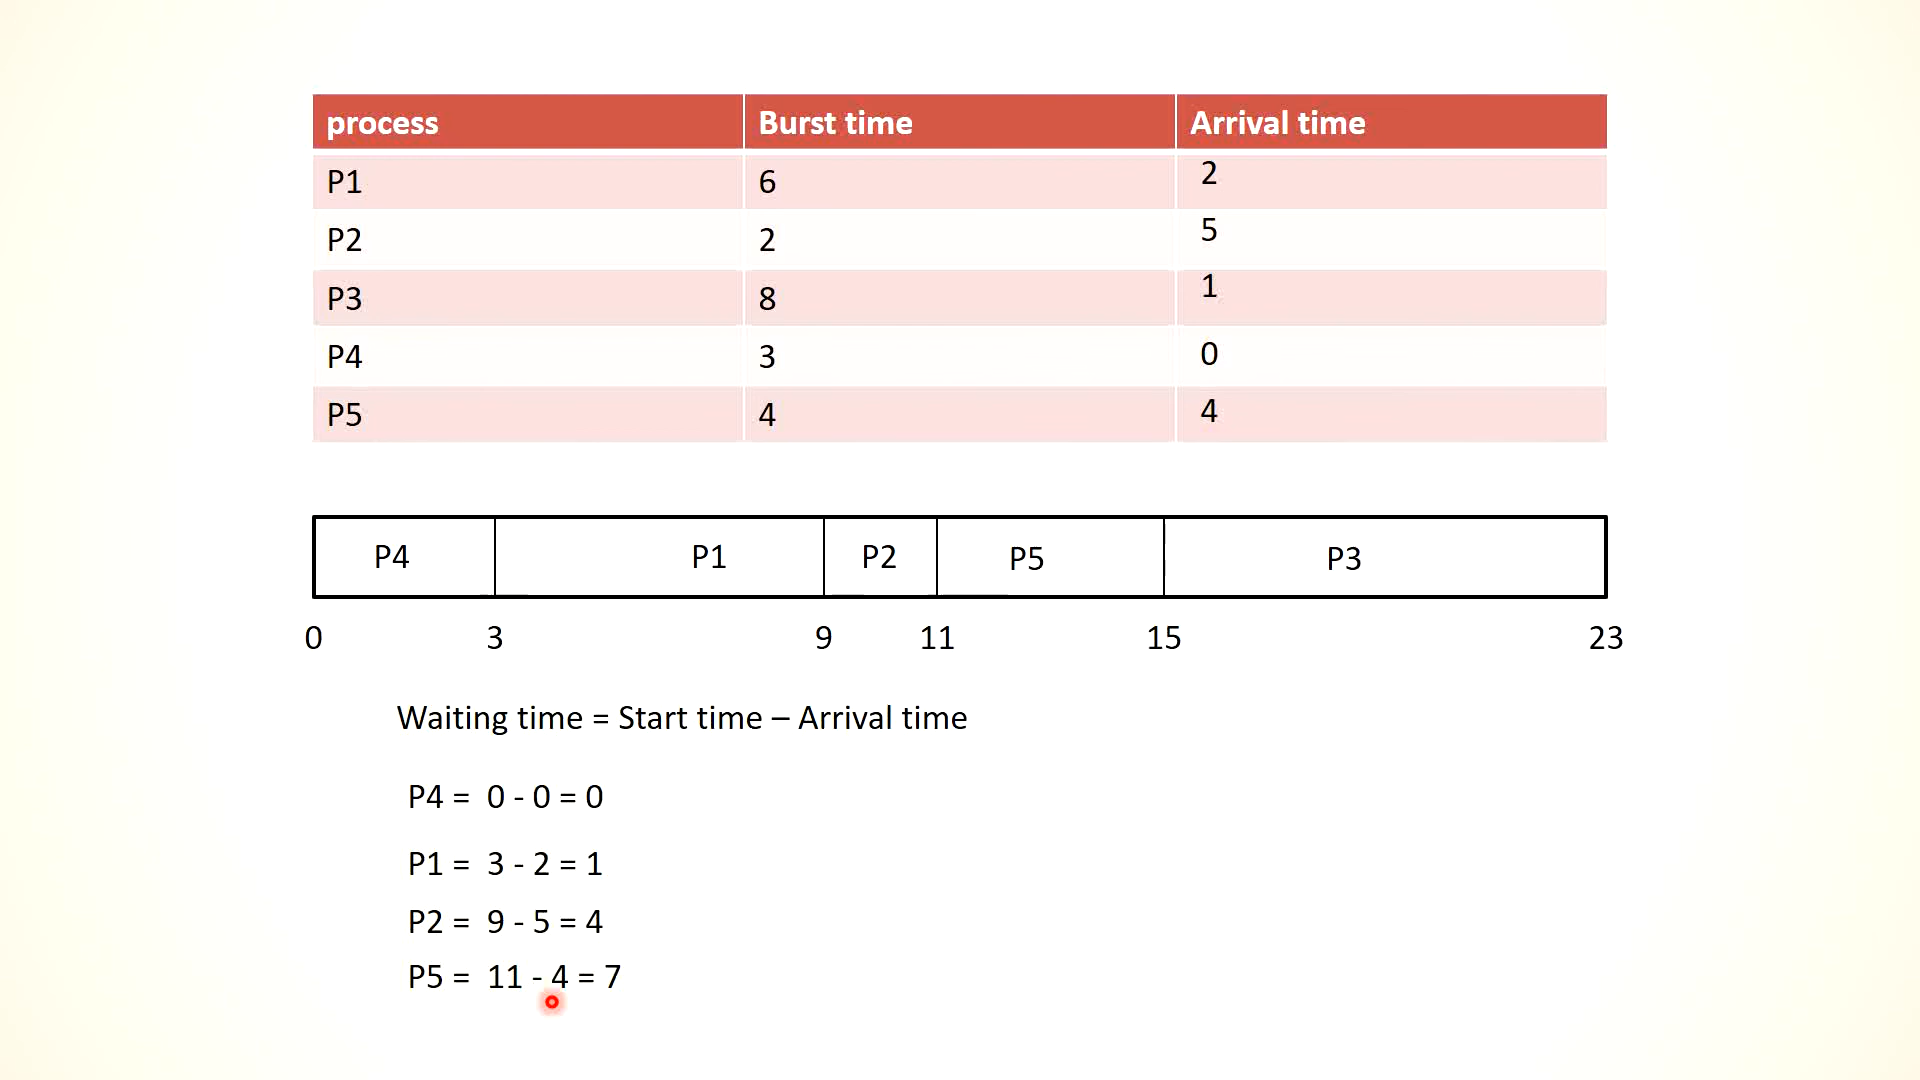 process Burst time Arrival time
P1 6 2
P2 2 5
P3 8 1
P4 3 0
P5 4 4
P4 P1 P2 P5 P3
0 3 9 11 15 23
Waiting time = Start time – Arrival time
P4 = 0 - 0 = 0
P1 = 3 - 2 = 1
P2 = 9 - 5 = 4
P5 = 11 - 4 = 7